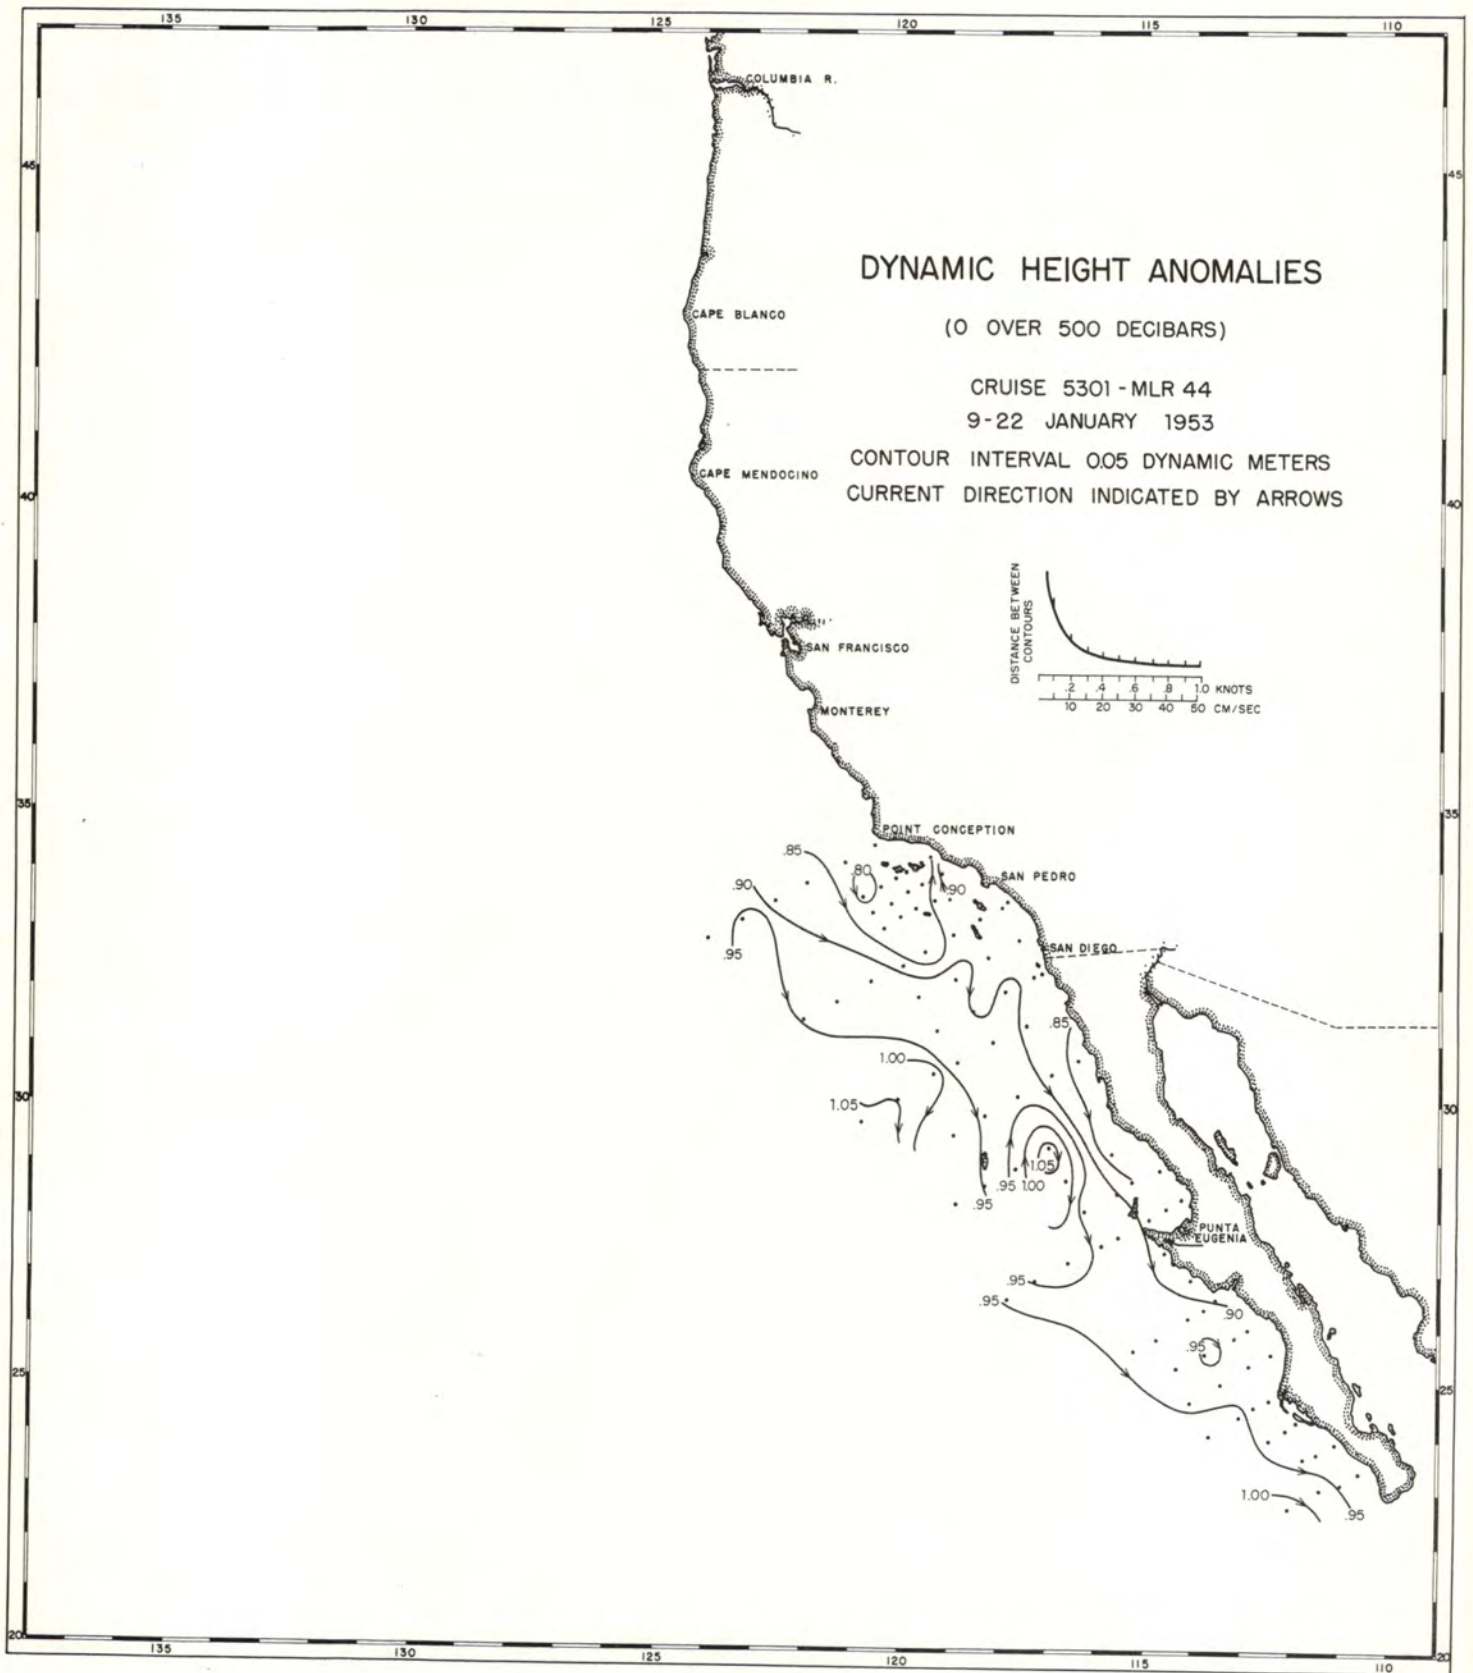 135 130 125 120 115 110
COLUMBIA R.
45 45
DYNAMIC HEIGHT ANOMALIES
CAPE BLANCO
(O OVER 500 DECIBARS)
CRUISE 5301 - MLR 44
9-22 JANUARY 1953
CONTOUR INTERVAL 0.05 DYNAMIC METERS
CAPE MENDOCINO
CURRENT DIRECTION INDICATED BY ARROWS
40 40
DISTANCE BETWEEN
CONTOURS
SAN FRANCISCO
.2 .4 .6 .8 1.0 KNOTS
10 20 30 40 50 CM/SEC
MONTEREY
35 35
POINT CONCEPTION
.85
.80
SAN PEDRO
.90
.90
SAN DIEGO
.95
.85
1.00
30 30
1.05
1.05
.95 1.00
.95
PUNTA
EUGENIA
.95
.95
.90
.95
25 25
1.00
.95
20 20
135 130 125 120 115 110